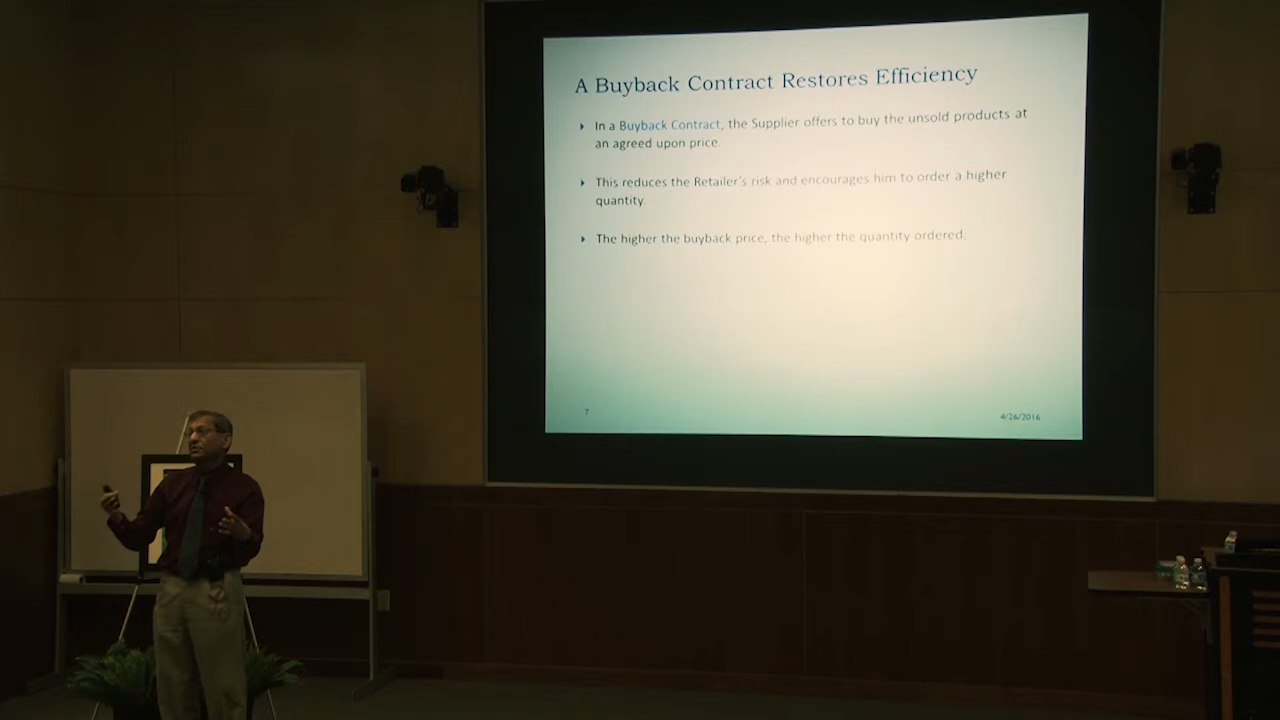 A Buyback Contract Restores Efficiency
In a Buyback Contract, the Supplier offers to buy the unsold products at
an agreed upon price.
This reduces the Retailer's risk and encourages him to order a higher
quantity.
The higher the buyback price, the higher the quantity ordered.
7
4/26/2016